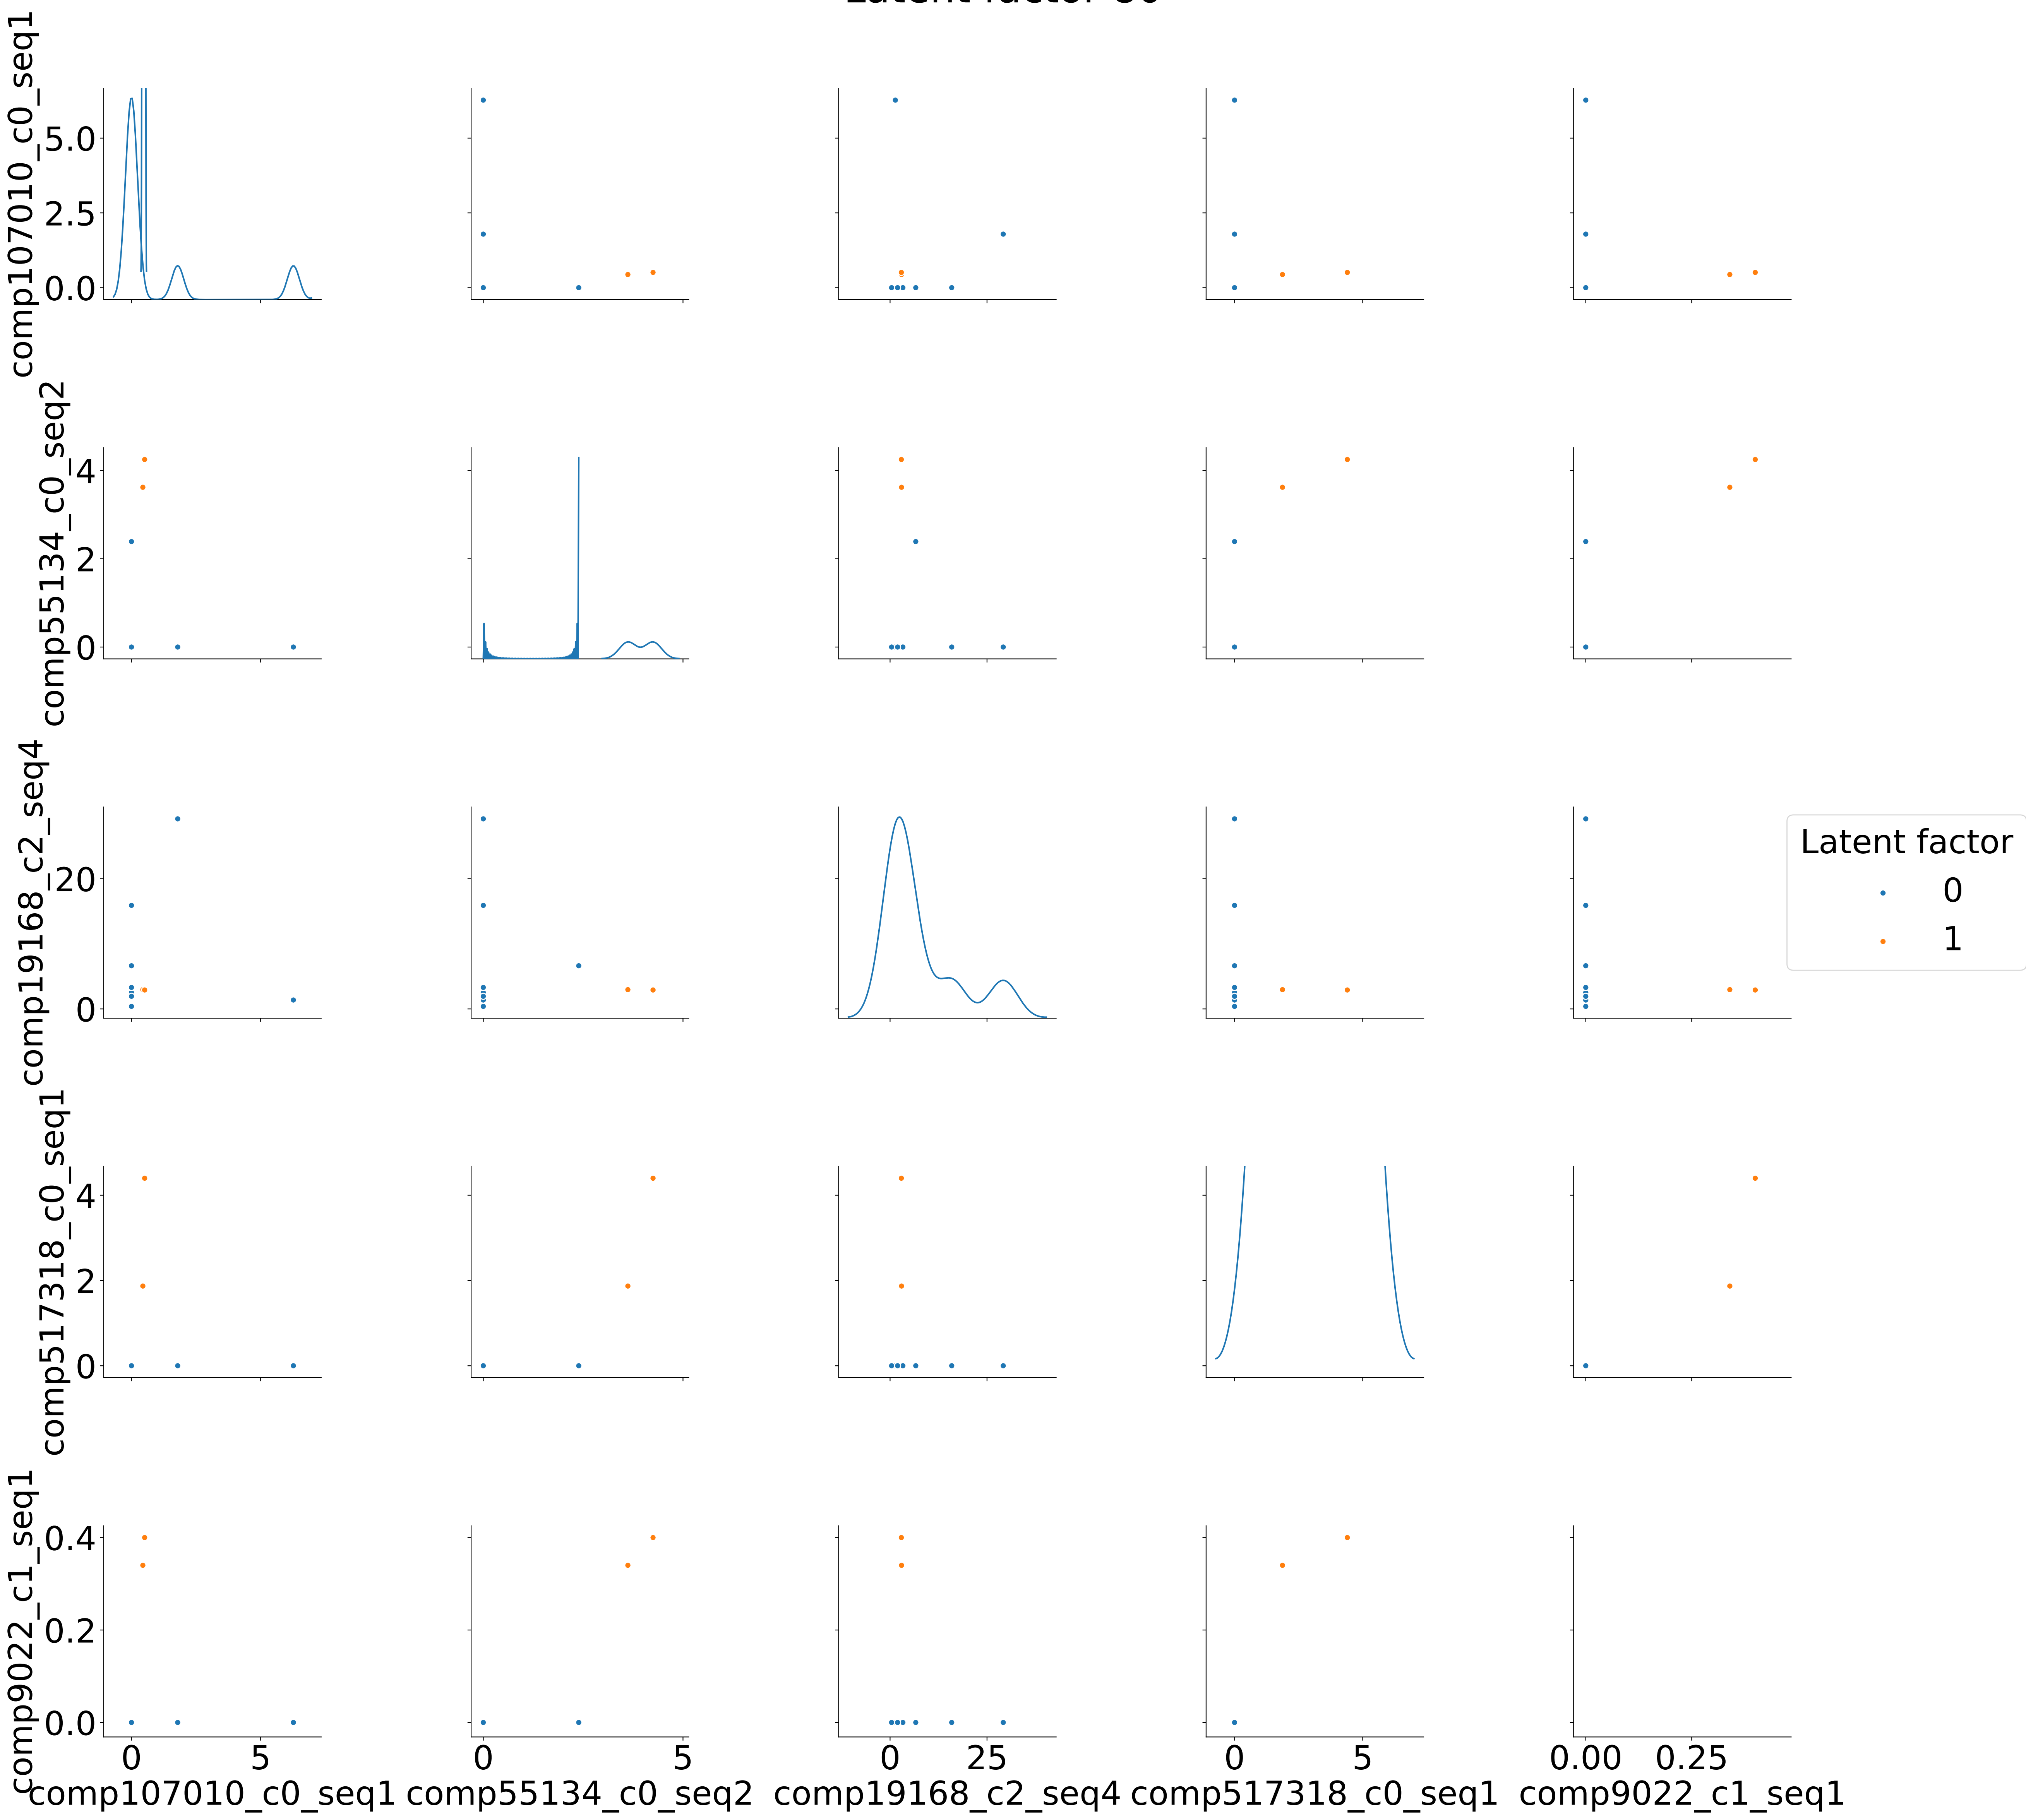 comp107010_c0_seq1
5.0
2.5
0.0
comp55134_c0_seq2
4
2
0
comp19168_c2_seq4
20
0
Latent factor
0
1
comp517318_c0_seq1
4
2
0
comp9022_c1_seq1
0.4
0.2
0.0
0 5 0 5 0 25 0 5 0.00 0.25
comp107010_c0_seq1 comp55134_c0_seq2 comp19168_c2_seq4 comp517318_c0_seq1 comp9022_c1_seq1